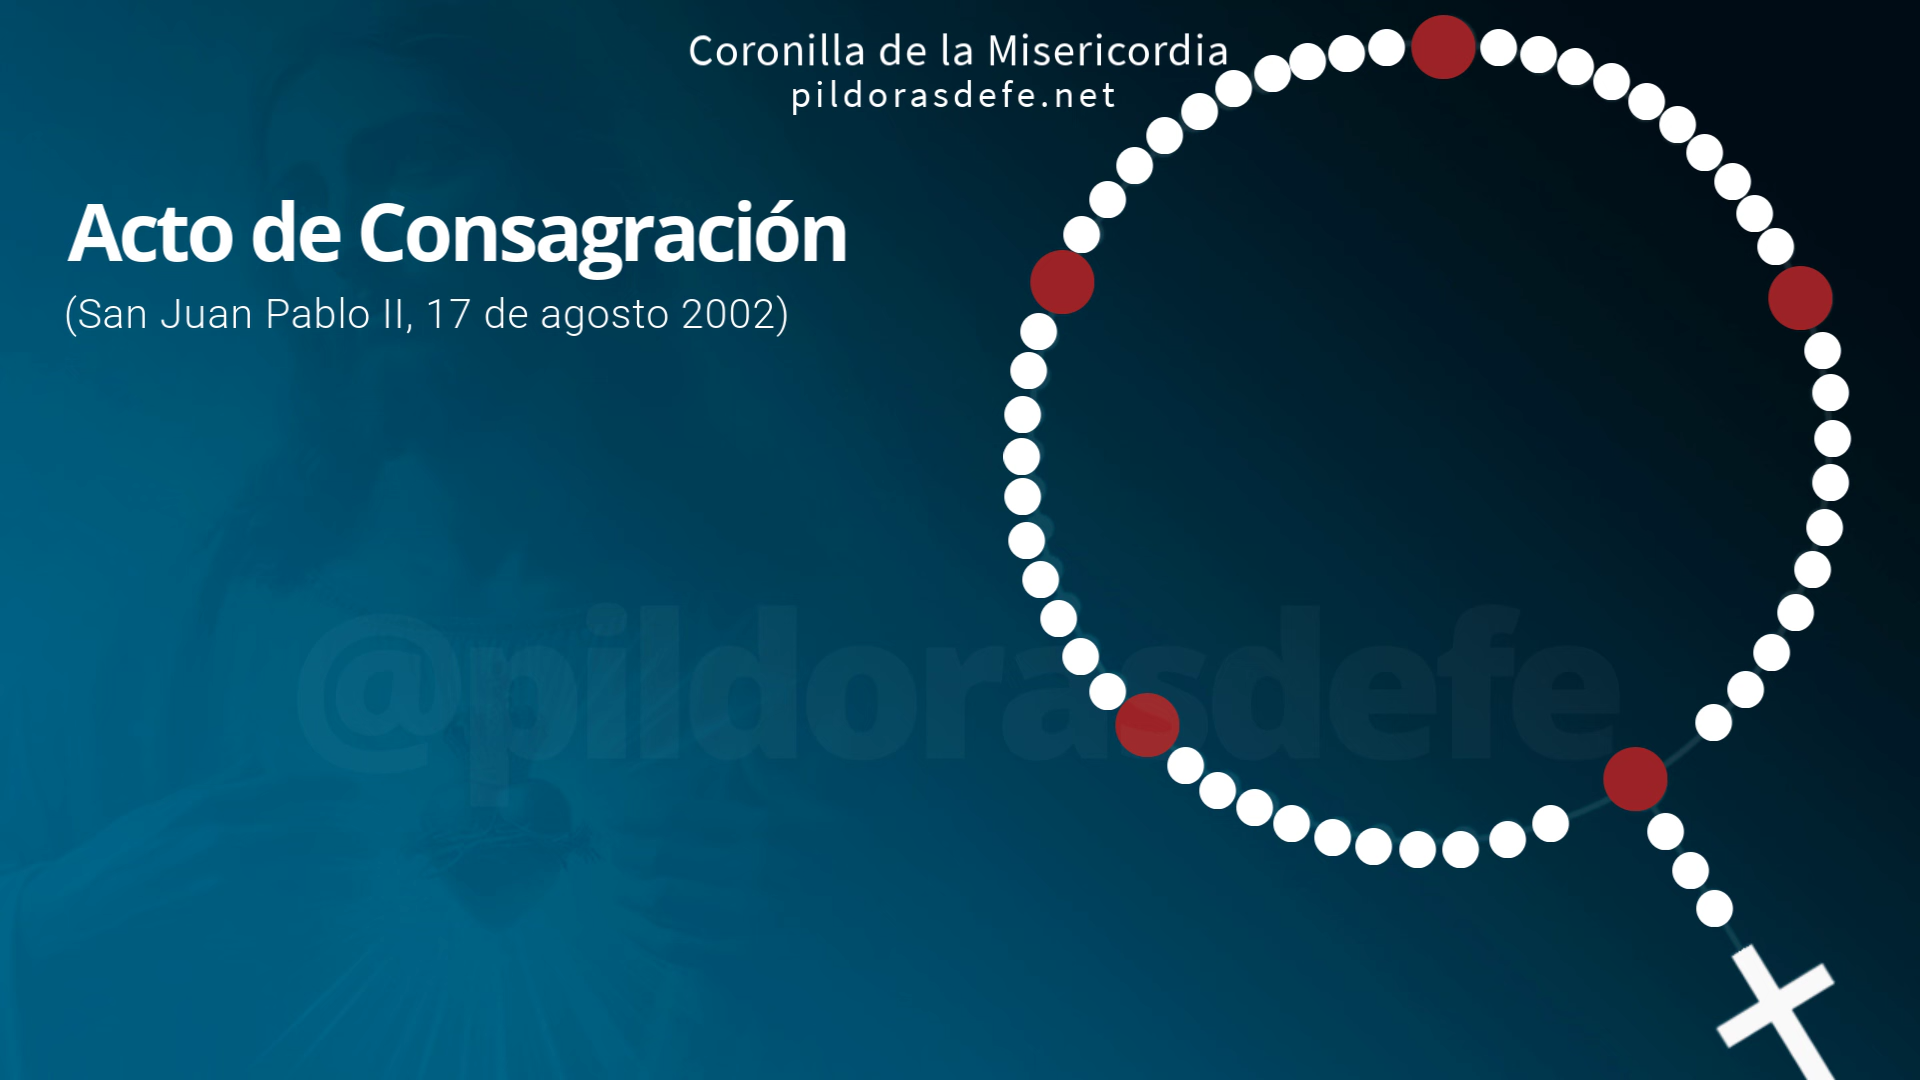 Coronilla de la Misericordia
pildorasdefe.net
Acto de Consagración
(San Juan Pablo II, 17 de agosto 2002)
@pildorasdefe